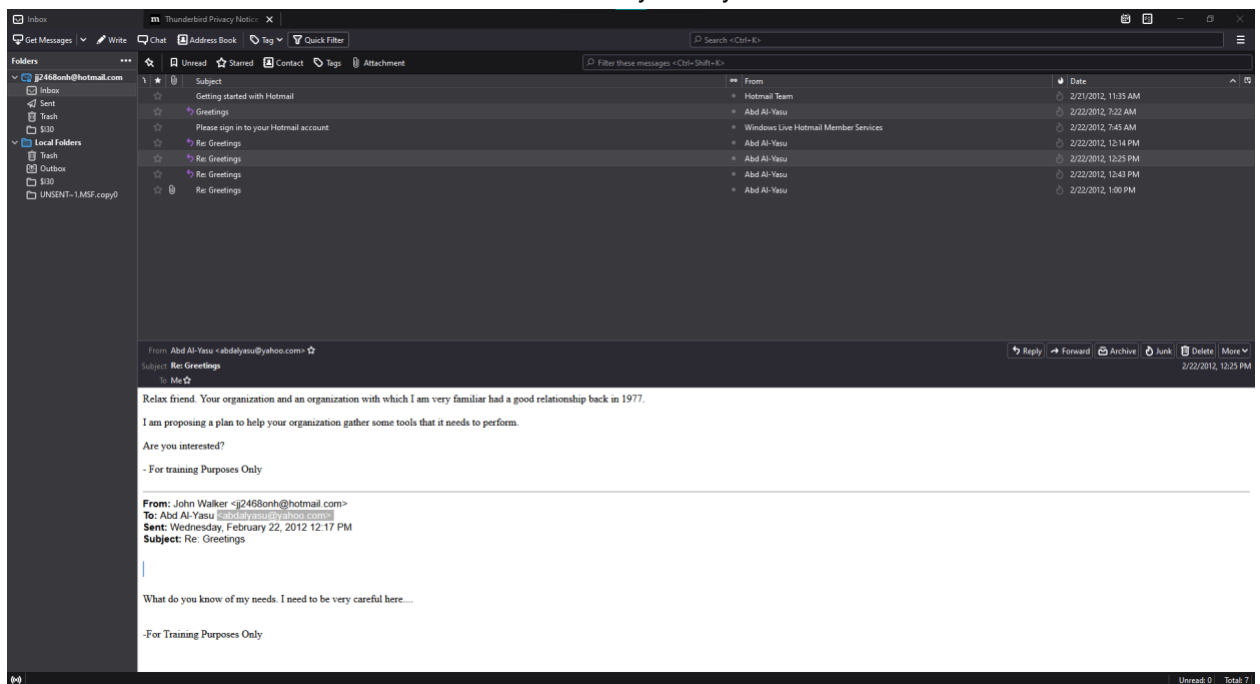 Inbox
Thunderbird Privacy Notice
Get Messages Write Chat Address Book Tag Quick Filter Search <Ctrl+K>
Folders Unread Starred Contact Tags Attachment Filter these messages <Ctrl+Shift+K>
jj2468onh@hotmail.com
Inbox
Sent
Trash
$I30
Local Folders
Trash
Outbox
$I30
UNSENT~1.MSF.copy0
Subject From Date
Getting started with Hotmail Hotmail Team 2/21/2012, 11:35 AM
Greetings Abd Al-Yasu 2/22/2012, 7:22 AM
Please sign in to your Hotmail account Windows Live Hotmail Member Services 2/22/2012, 7:45 AM
Re: Greetings Abd Al-Yasu 2/22/2012, 12:14 PM
Re: Greetings Abd Al-Yasu 2/22/2012, 12:25 PM
Re: Greetings Abd Al-Yasu 2/22/2012, 12:43 PM
Re: Greetings Abd Al-Yasu 2/22/2012, 1:00 PM
From Abd Al-Yasu <abdalyasu@yahoo.com> Reply Forward Archive Junk Delete More
Subject Re: Greetings 2/22/2012, 12:25 PM
To Me
Relax friend. Your organization and an organization with which I am very familiar had a good relationship back in 1977.
I am proposing a plan to help your organization gather some tools that it needs to perform.
Are you interested?
- For training Purposes Only
From: John Walker <jj2468onh@hotmail.com>
To: Abd Al-Yasu <abdalyasu@yahoo.com>
Sent: Wednesday, February 22, 2012 12:17 PM
Subject: Re: Greetings
What do you know of my needs. I need to be very careful here....
-For Training Purposes Only
Unread: 0 Total: 7